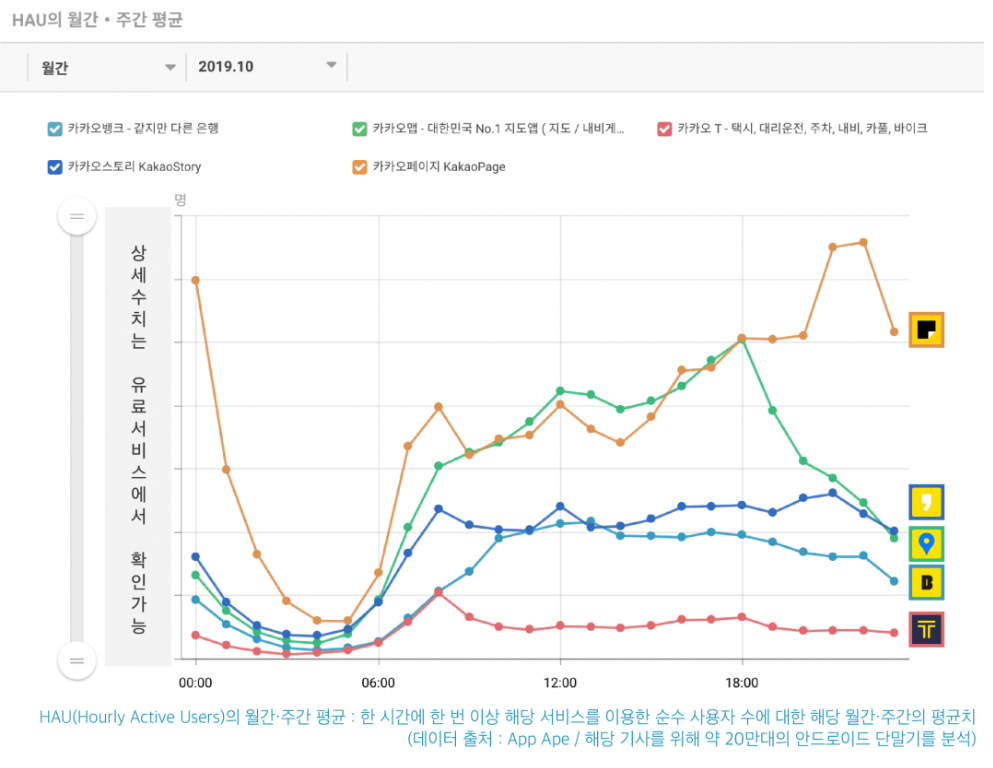 HAU의 월간 • 주간 평균
월간 2019.10
카카오뱅크 - 같지만 다른 은행
카카오맵 - 대한민국 No.1 지도앱 ( 지도 / 내비게...
카카오 T - 택시, 대리운전, 주차, 내비, 카풀, 바이크
카카오스토리 KakaoStory
카카오페이지 KakaoPage
명
상세수치는 유료서비스에서 확인가능
B
T
00:00 06:00 12:00 18:00
HAU(Hourly Active Users)의 월간·주간 평균 : 한 시간에 한 번 이상 해당 서비스를 이용한 순수 사용자 수에 대한 해당 월간·주간의 평균치
(데이터 출처 : App Ape / 해당 기사를 위해 약 20만대의 안드로이드 단말기를 분석)